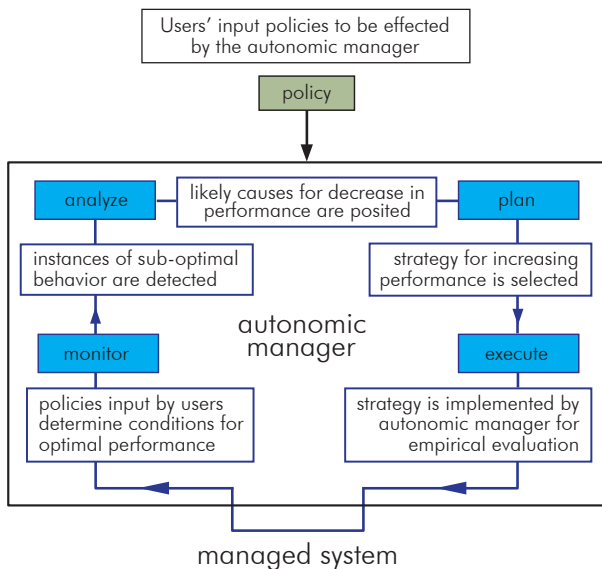 Users’ input policies to be effected
by the autonomic manager
policy
analyze
likely causes for decrease in
performance are posited
plan
instances of sub-optimal
behavior are detected
strategy for increasing
performance is selected
autonomic
manager
monitor
execute
policies input by users
determine conditions for
optimal performance
strategy is implemented by
autonomic manager for
empirical evaluation
managed system